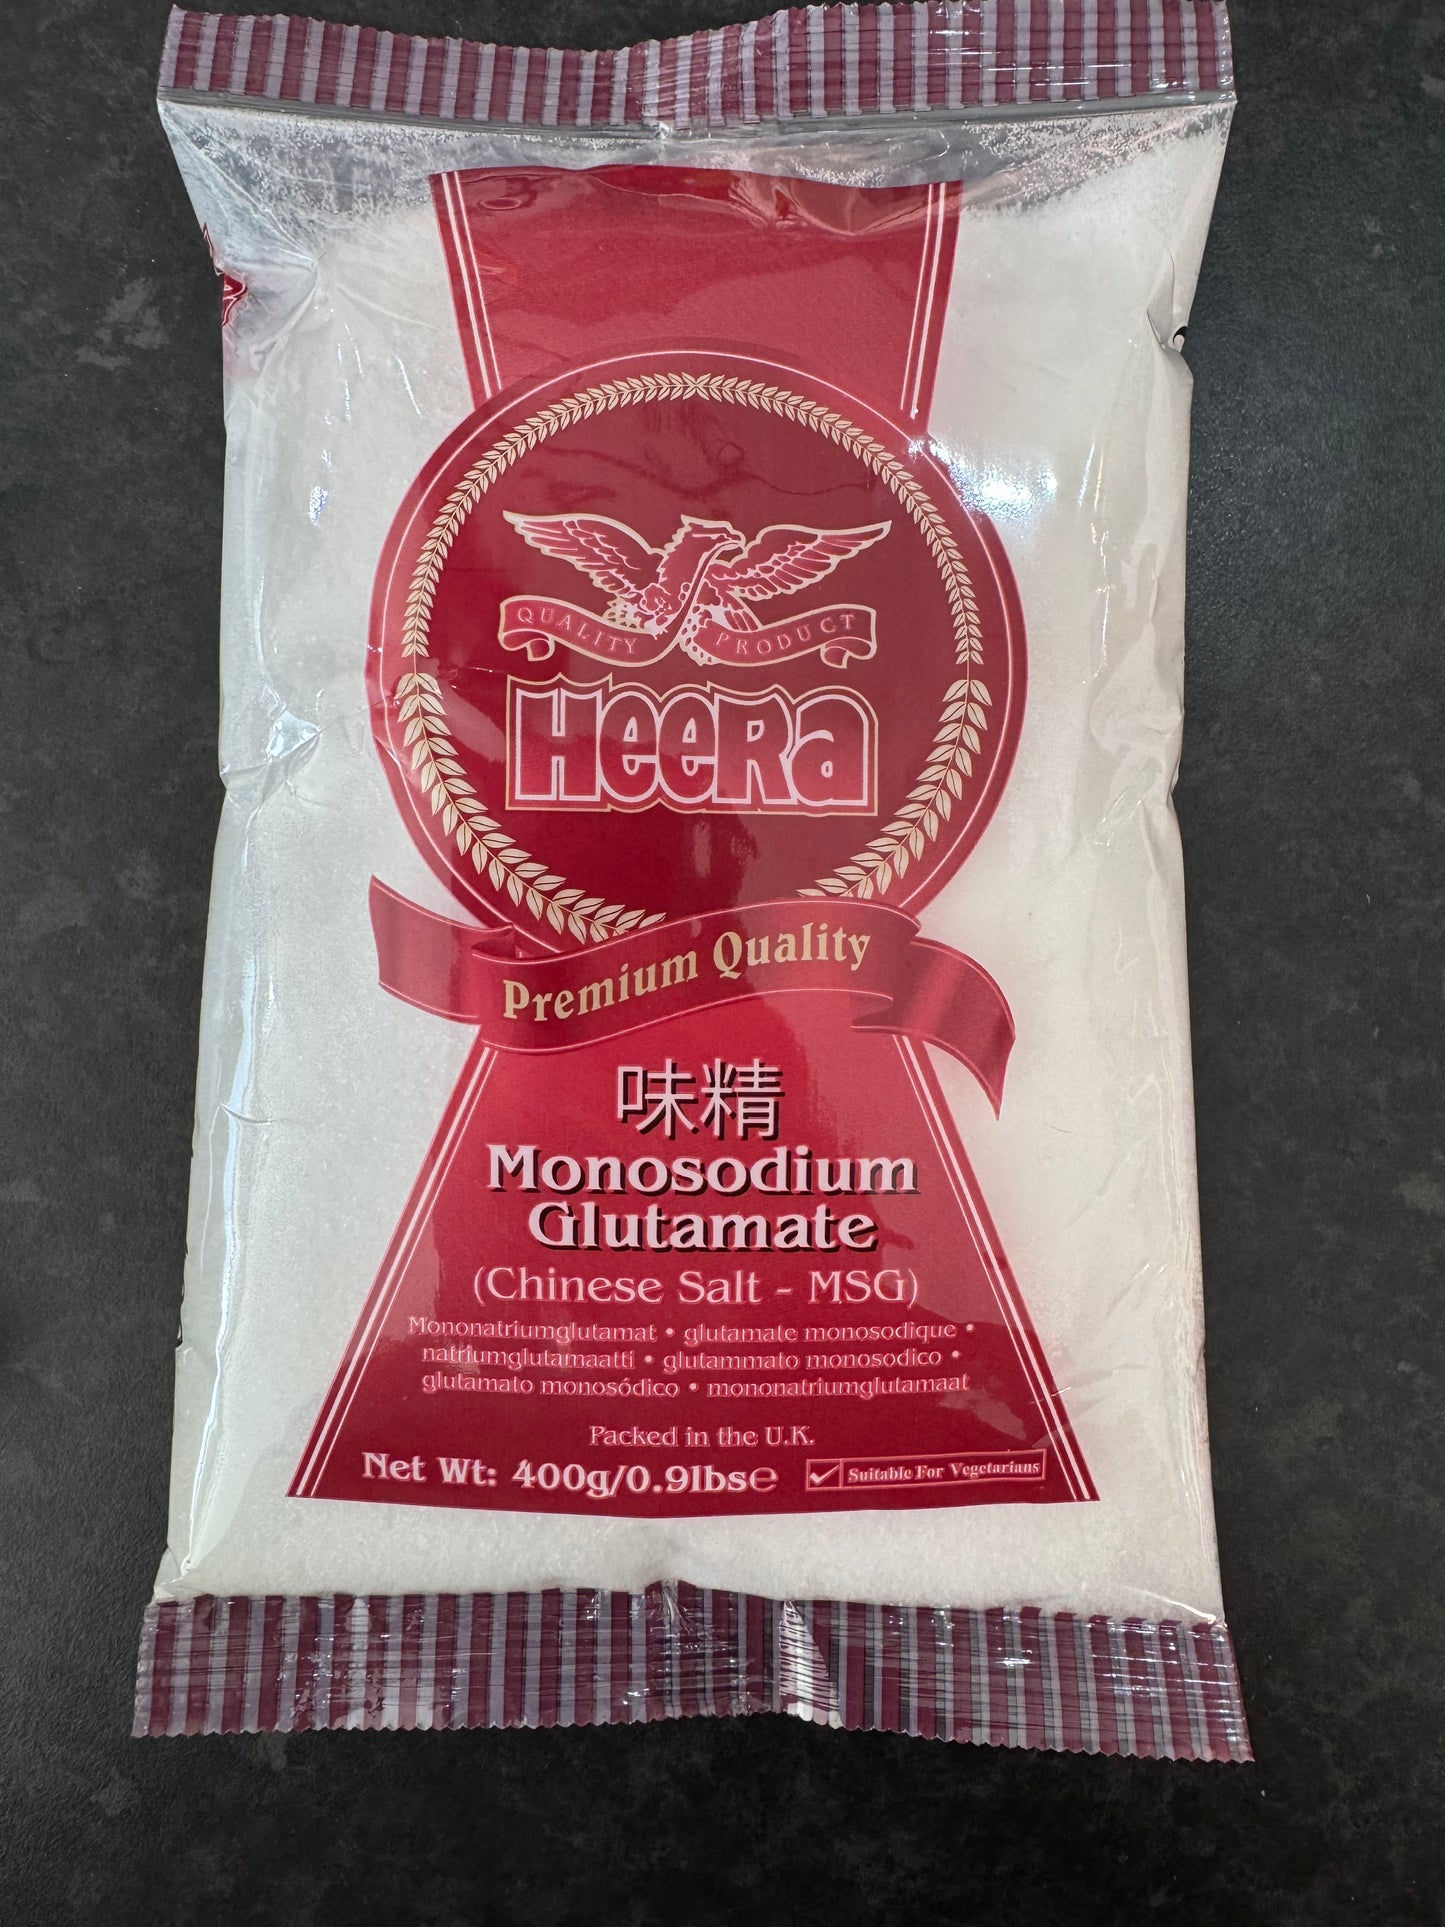 QUALITY PRODUCT
HEERA
Premium Quality
味精
Monosodium
Glutamate
(Chinese Salt - MSG)
Mononatriumglutamat • glutamate monosodique •
natriumglutamaatti • glutammato monosodico •
glutamato monosódico • mononatriumglutamaat
Packed in the U.K.
Net Wt: 400g/0.9lbs℮
Suitable For Vegetarians